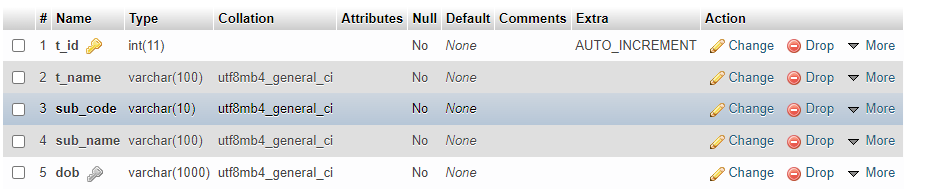 # Name Type Collation Attributes Null Default Comments Extra Action
1 t_id int(11) No None AUTO_INCREMENT Change Drop More
2 t_name varchar(100) utf8mb4_general_ci No None Change Drop More
3 sub_code varchar(10) utf8mb4_general_ci No None Change Drop More
4 sub_name varchar(100) utf8mb4_general_ci No None Change Drop More
5 dob varchar(1000) utf8mb4_general_ci No None Change Drop More